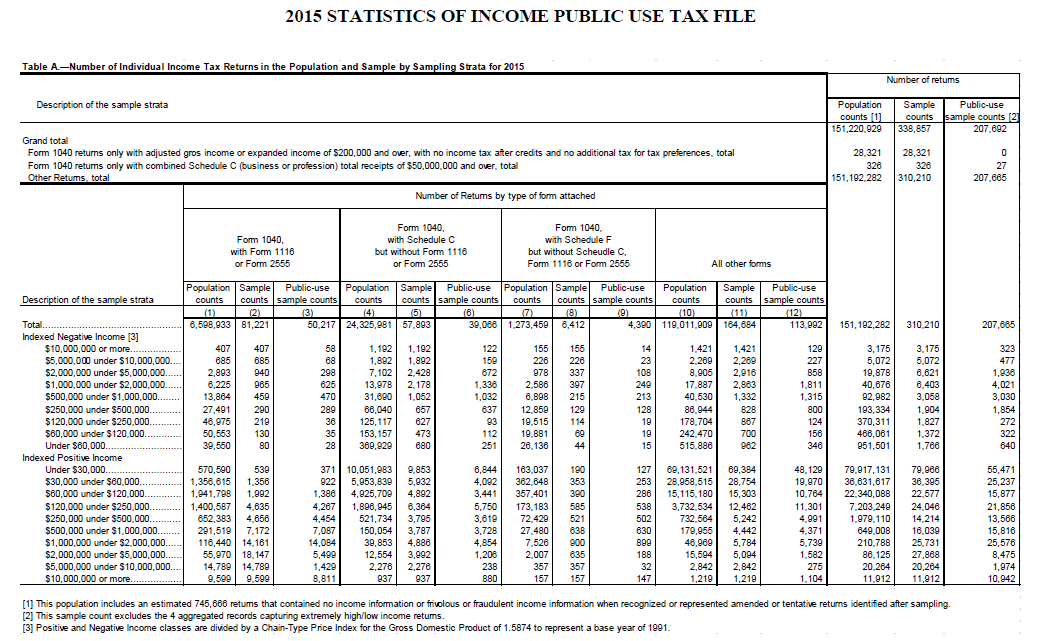 2015 STATISTICS OF INCOME PUBLIC USE TAX FILE
Table A.—Number of Individual Income Tax Returns in the Population and Sample by Sampling Strata for 2015
Number of returns
Description of the sample strata
Population Sample Public-use
counts [1] counts sample counts [2]
151,220,929 338,857 207,692
Grand total
Form 1040 returns only with adjusted gros income or expanded income of $200,000 and over, with no income tax after credits and no additional tax for tax preferences, total 28,321 28,321 0
Form 1040 returns only with combined Schedule C (business or profession) total receipts of $50,000,000 and over, total 326 326 27
Other Returns, total 151,192,282 310,210 207,665
Number of Returns by type of form attached
Form 1040, Form 1040,
Form 1040, with Schedule C with Schedule F
with Form 1116 but without Form 1116 but without Scheudle C,
or Form 2555 or Form 2555 Form 1116 or Form 2555 All other forms
Population Sample Public-use Population Sample Public-use Population Sample Public-use Population Sample Public-use
Description of the sample strata counts counts sample counts counts counts sample counts counts counts sample counts counts counts sample counts
(1) (2) (3) (4) (5) (6) (7) (8) (9) (10) (11) (12)
Total 6,598,933 81,221 50,217 24,325,981 57,893 39,066 1,273,459 6,412 4,390 119,011,909 164,684 113,992 151,192,282 310,210 207,665
Indexed Negative Income [3]
$10,000,000 or more 407 407 58 1,192 1,192 122 155 155 14 1,421 1,421 129 3,175 3,175 323
$5,000,000 under $10,000,000 685 685 68 1,892 1,892 159 226 226 23 2,269 2,269 227 5,072 5,072 477
$2,000,000 under $5,000,000 2,893 940 298 7,102 2,428 672 978 337 108 8,905 2,916 858 19,878 6,621 1,936
$1,000,000 under $2,000,000 6,225 965 625 13,978 2,178 1,336 2,586 397 249 17,887 2,863 1,811 40,676 6,403 4,021
$500,000 under $1,000,000 13,864 459 470 31,690 1,052 1,032 6,898 215 213 40,530 1,332 1,315 92,982 3,058 3,030
$250,000 under $500,000 27,491 290 289 66,040 657 637 12,859 129 128 86,944 828 800 193,334 1,904 1,854
$120,000 under $250,000 46,975 219 36 125,117 627 93 19,515 114 19 178,704 867 124 370,311 1,827 272
$60,000 under $120,000 50,553 130 35 153,157 473 112 19,881 69 19 242,470 700 156 466,061 1,372 322
Under $60,000 39,550 80 28 369,929 680 251 26,136 44 15 515,886 962 346 951,501 1,766 640
Indexed Positive Income
Under $30,000 570,590 539 371 10,051,983 9,853 6,844 163,037 190 127 69,131,521 69,384 48,129 79,917,131 79,966 55,471
$30,000 under $60,000 1,356,615 1,356 922 5,953,839 5,932 4,092 362,648 353 253 28,958,515 28,754 19,970 36,631,617 36,395 25,237
$60,000 under $120,000 1,941,798 1,992 1,386 4,925,709 4,892 3,441 357,401 390 286 15,115,180 15,303 10,764 22,340,088 22,577 15,877
$120,000 under $250,000 1,400,587 4,635 4,267 1,896,945 6,364 5,750 173,183 585 538 3,732,534 12,462 11,301 7,203,249 24,046 21,856
$250,000 under $500,000 652,383 4,656 4,454 521,734 3,795 3,619 72,429 521 502 732,564 5,242 4,991 1,979,110 14,214 13,566
$500,000 under $1,000,000 291,519 7,172 7,087 150,054 3,787 3,728 27,480 638 630 179,955 4,442 4,371 649,008 16,039 15,816
$1,000,000 under $2,000,000 116,440 14,161 14,084 39,853 4,886 4,854 7,526 900 899 46,969 5,784 5,739 210,788 25,731 25,576
$2,000,000 under $5,000,000 55,970 18,147 5,499 12,554 3,992 1,206 2,007 635 188 15,594 5,094 1,582 86,125 27,868 8,475
$5,000,000 under $10,000,000 14,789 14,789 1,429 2,276 2,276 238 357 357 32 2,842 2,842 275 20,264 20,264 1,974
$10,000,000 or more 9,599 9,599 8,811 937 937 880 157 157 147 1,219 1,219 1,104 11,912 11,912 10,942
[1] This population includes an estimated 745,666 returns that contained no income information or frivolous or fraudulent income information when recognized or represented amended or tentative returns identified after sampling.
[2] This sample count excludes the 4 aggregated records capturing extremely high/low income returns.
[3] Positive and Negative Income classes are divided by a Chain-Type Price Index for the Gross Domestic Product of 1.5874 to represent a base year of 1991.